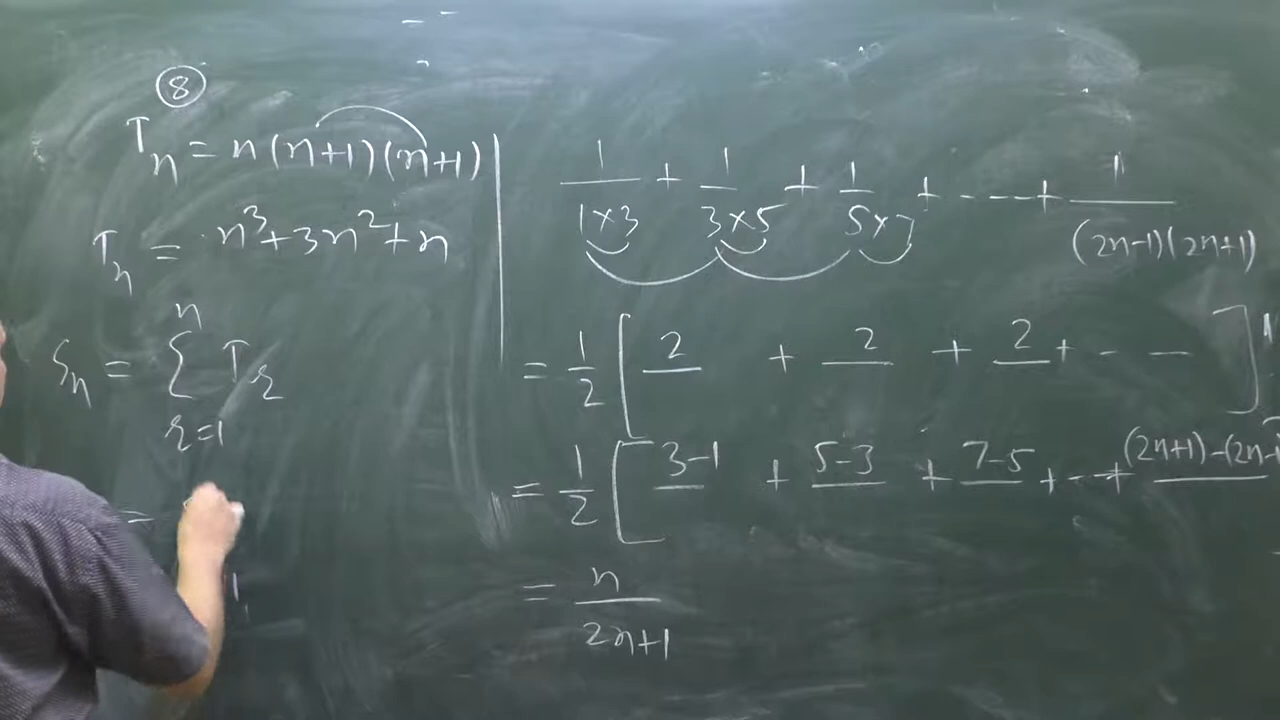 8
Tₙ = n(n+1)(n+1)
Tₙ = n³+3n²+n
Sₙ = Σ_{r=1}^{n} Tᵣ
=
1/(1×3) + 1/(3×5) + 1/(5×7) + ---+ 1/((2n-1)(2n+1))
= 1/2 [ 2/ + 2/ + 2/ + - - ]
= 1/2 [ (3-1)/ + (5-3)/ + (7-5)/ + --+ ((2n+1)-(2n-1
= n/(2n+1)